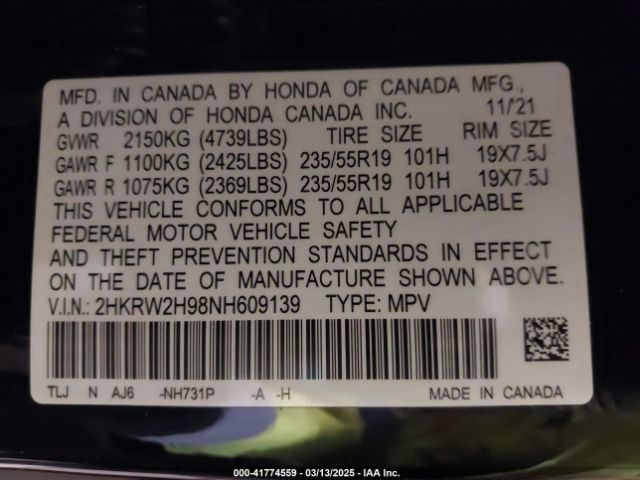 MFD. IN CANADA BY HONDA OF CANADA MFG.,
A DIVISION OF HONDA CANADA INC. 11/21
GVWR 2150KG (4739LBS) TIRE SIZE RIM SIZE
GAWR F 1100KG (2425LBS) 235/55R19 101H 19X7.5J
GAWR R 1075KG (2369LBS) 235/55R19 101H 19X7.5J
THIS VEHICLE CONFORMS TO ALL APPLICABLE
FEDERAL MOTOR VEHICLE SAFETY
AND THEFT PREVENTION STANDARDS IN EFFECT
ON THE DATE OF MANUFACTURE SHOWN ABOVE.
V.I.N.: 2HKRW2H98NH609139 TYPE: MPV
TLJ N AJ6 -NH731P -A -H MADE IN CANADA
000-41774559 — 03/13/2025 — IAA Inc.